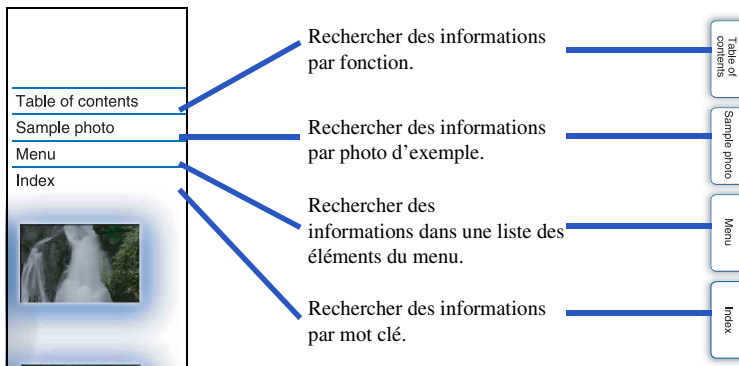 Table of contents
Sample photo
Menu
Index
Rechercher des informations
par fonction.
Rechercher des informations
par photo d’exemple.
Rechercher des
informations dans une liste des
éléments du menu.
Rechercher des informations
par mot clé.
Table of
contents
Sample photo
Menu
Index